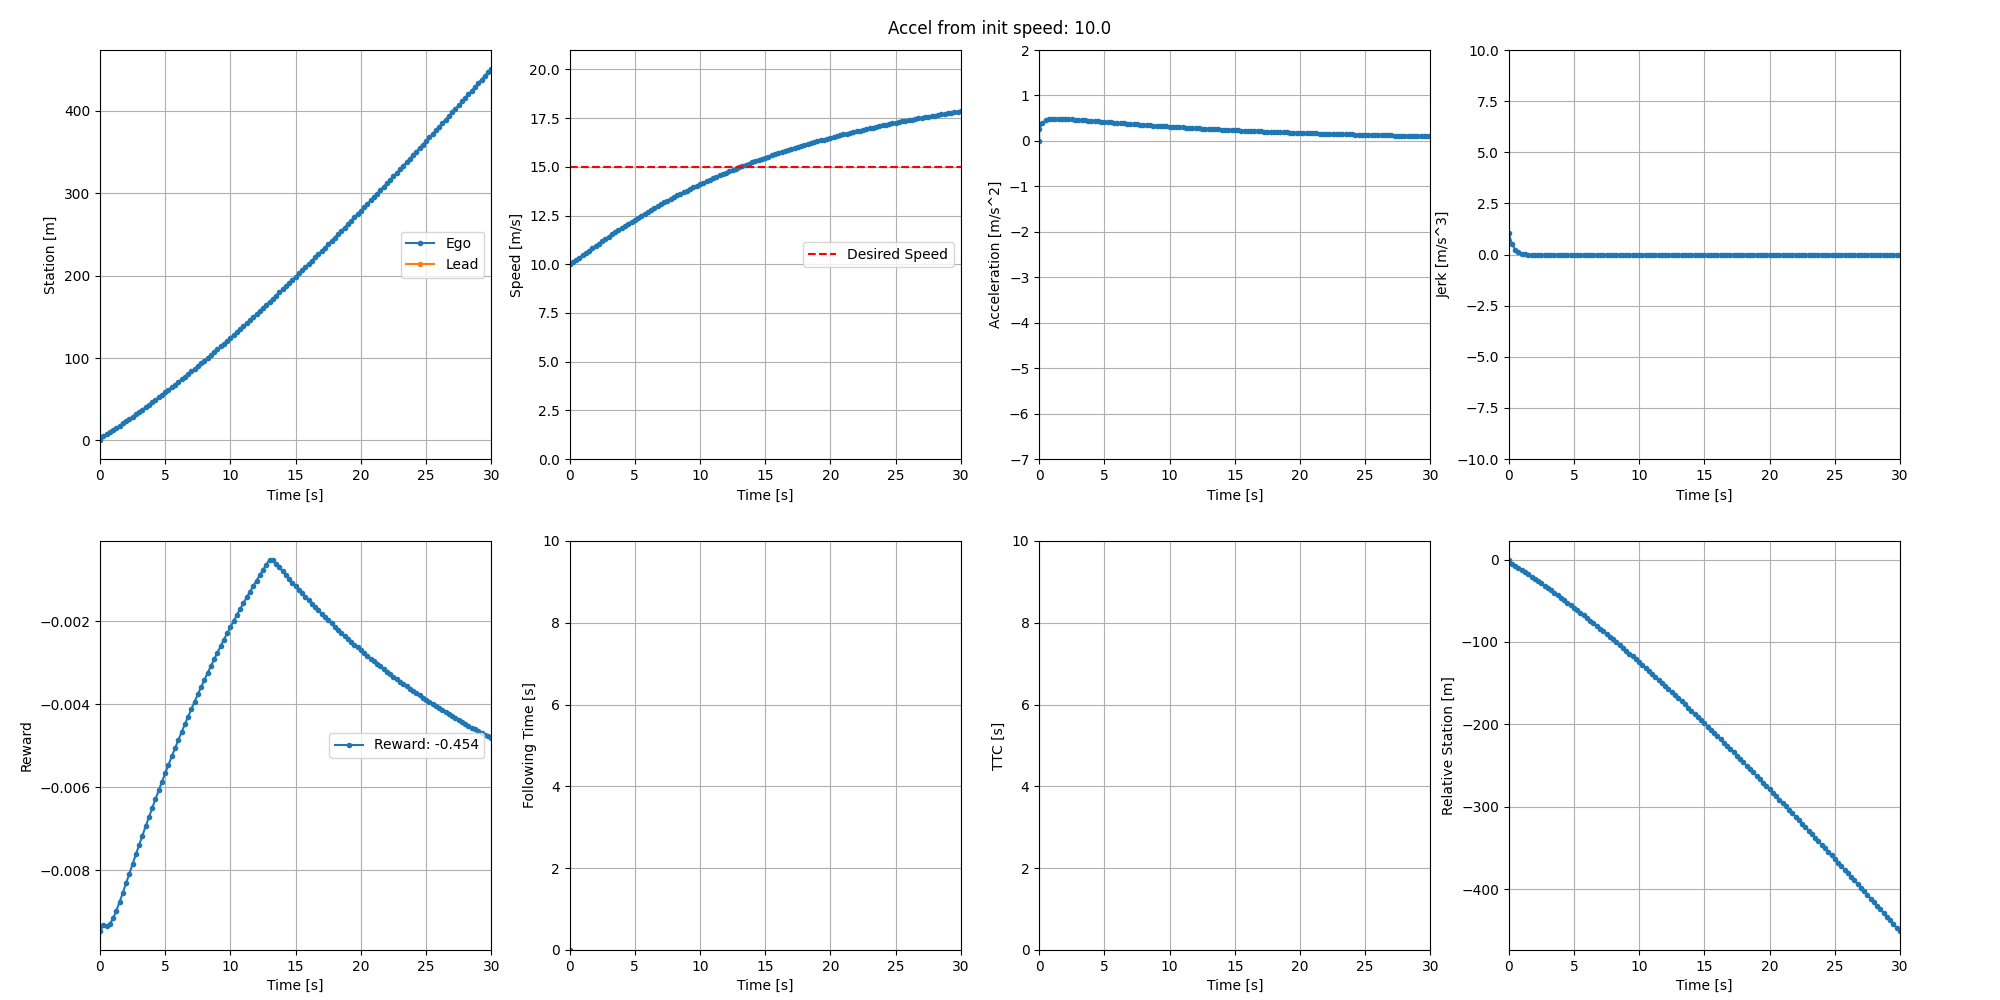 Accel from init speed: 10.0
Station [m]
400
300
200
100
0
Ego
Lead
0 5 10 15 20 25 30
Time [s]
Speed [m/s]
20.0
17.5
15.0
12.5
10.0
7.5
5.0
2.5
0.0
Desired Speed
0 5 10 15 20 25 30
Time [s]
Acceleration [m/s^2]
2
1
0
−1
−2
−3
−4
−5
−6
−7
0 5 10 15 20 25 30
Time [s]
Jerk [m/s^3]
10.0
7.5
5.0
2.5
0.0
−2.5
−5.0
−7.5
−10.0
0 5 10 15 20 25 30
Time [s]
Reward
−0.002
−0.004
−0.006
−0.008
Reward: -0.454
0 5 10 15 20 25 30
Time [s]
Following Time [s]
10
8
6
4
2
0
0 5 10 15 20 25 30
Time [s]
TTC [s]
10
8
6
4
2
0
0 5 10 15 20 25 30
Time [s]
Relative Station [m]
0
−100
−200
−300
−400
0 5 10 15 20 25 30
Time [s]